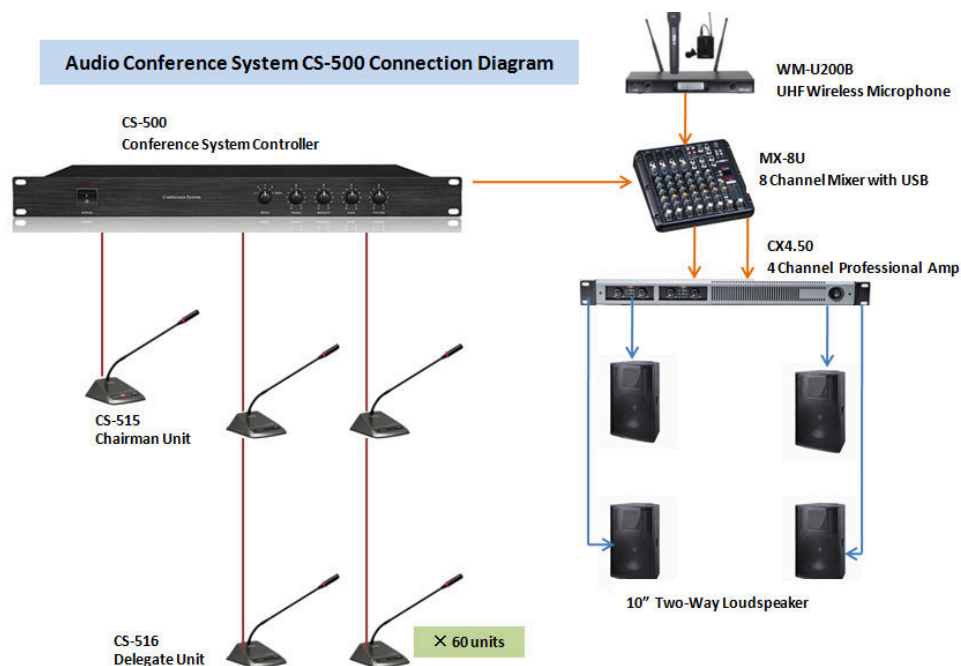 Audio Conference System CS-500 Connection Diagram
WM-U200B
UHF Wireless Microphone
CS-500
Conference System Controller
MX-8U
8 Channel Mixer with USB
Conference System
CX4.50
4 Channel Professional Amp
CS-515
Chairman Unit
10” Two-Way Loudspeaker
CS-516
Delegate Unit
× 60 units